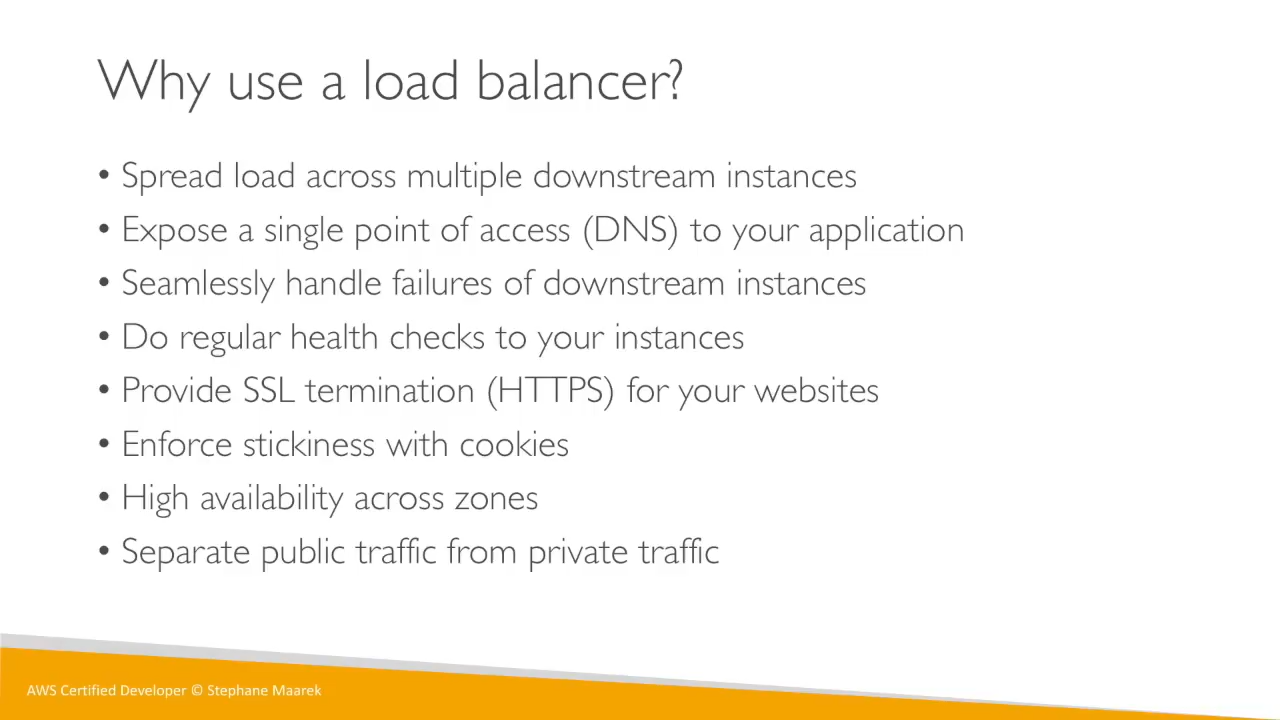 Why use a load balancer?
• Spread load across multiple downstream instances
• Expose a single point of access (DNS) to your application
• Seamlessly handle failures of downstream instances
• Do regular health checks to your instances
• Provide SSL termination (HTTPS) for your websites
• Enforce stickiness with cookies
• High availability across zones
• Separate public traffic from private traffic
AWS Certified Developer © Stephane Maarek